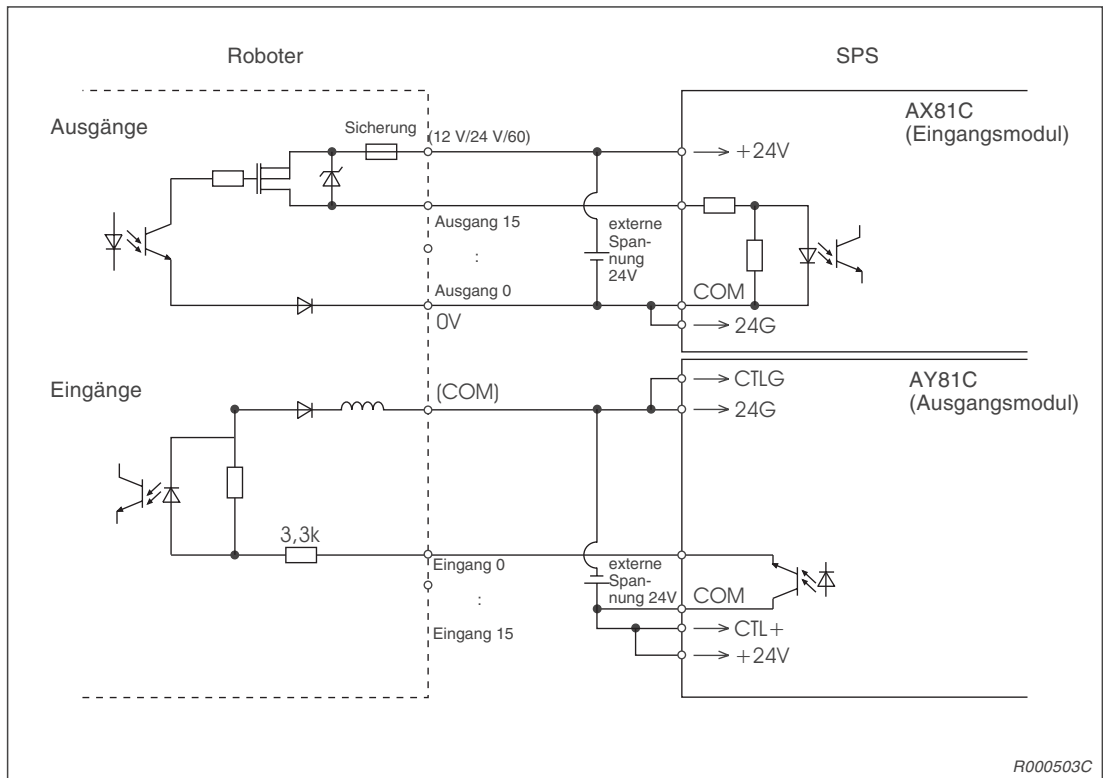 Roboter
SPS
Ausgänge
Sicherung
(12 V/24 V/60)
+24V
AX81C
(Eingangsmodul)
Ausgang 15
:
externe
Span-
nung
24V
Ausgang 0
0V
COM
24G
Eingänge
(COM)
CTLG
24G
AY81C
(Ausgangsmodul)
3,3k
Eingang 0
:
Eingang 15
externe
Span-
nung 24V
COM
CTL+
+24V
R000503C